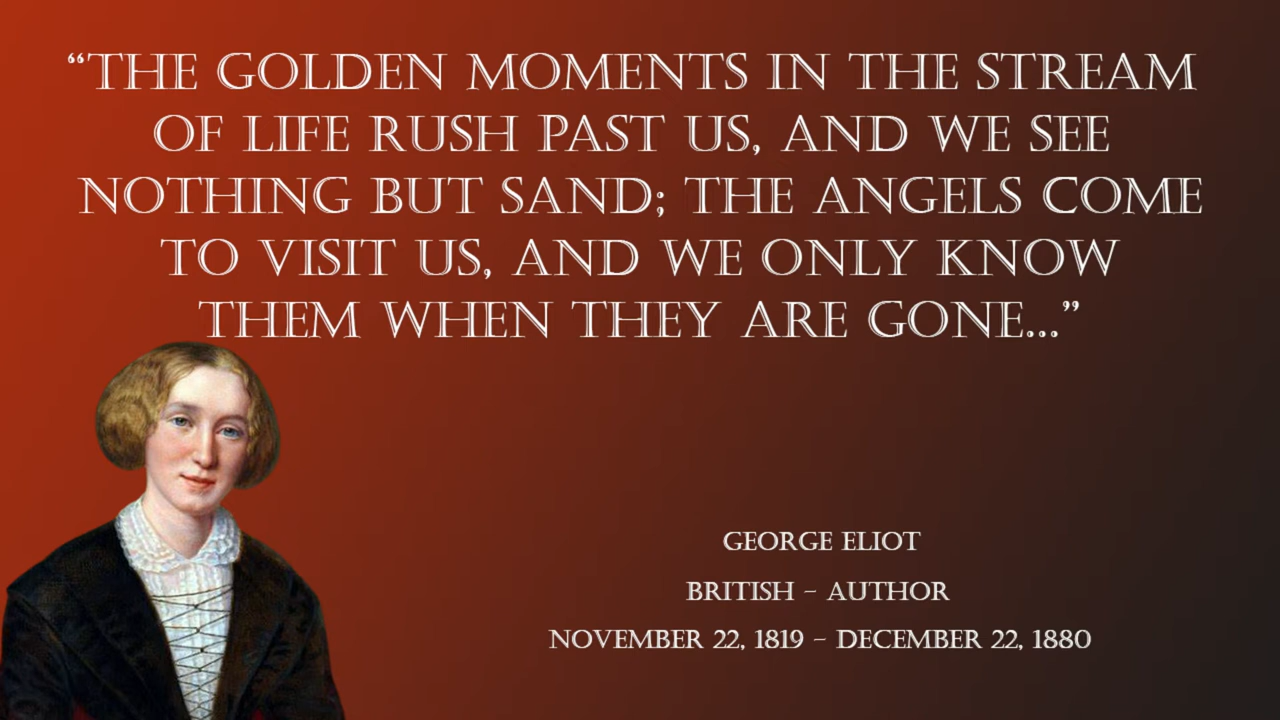 “THE GOLDEN MOMENTS IN THE STREAM
OF LIFE RUSH PAST US, AND WE SEE
NOTHING BUT SAND; THE ANGELS COME
TO VISIT US, AND WE ONLY KNOW
THEM WHEN THEY ARE GONE...”
GEORGE ELIOT
BRITISH – AUTHOR
NOVEMBER 22, 1819 – DECEMBER 22, 1880